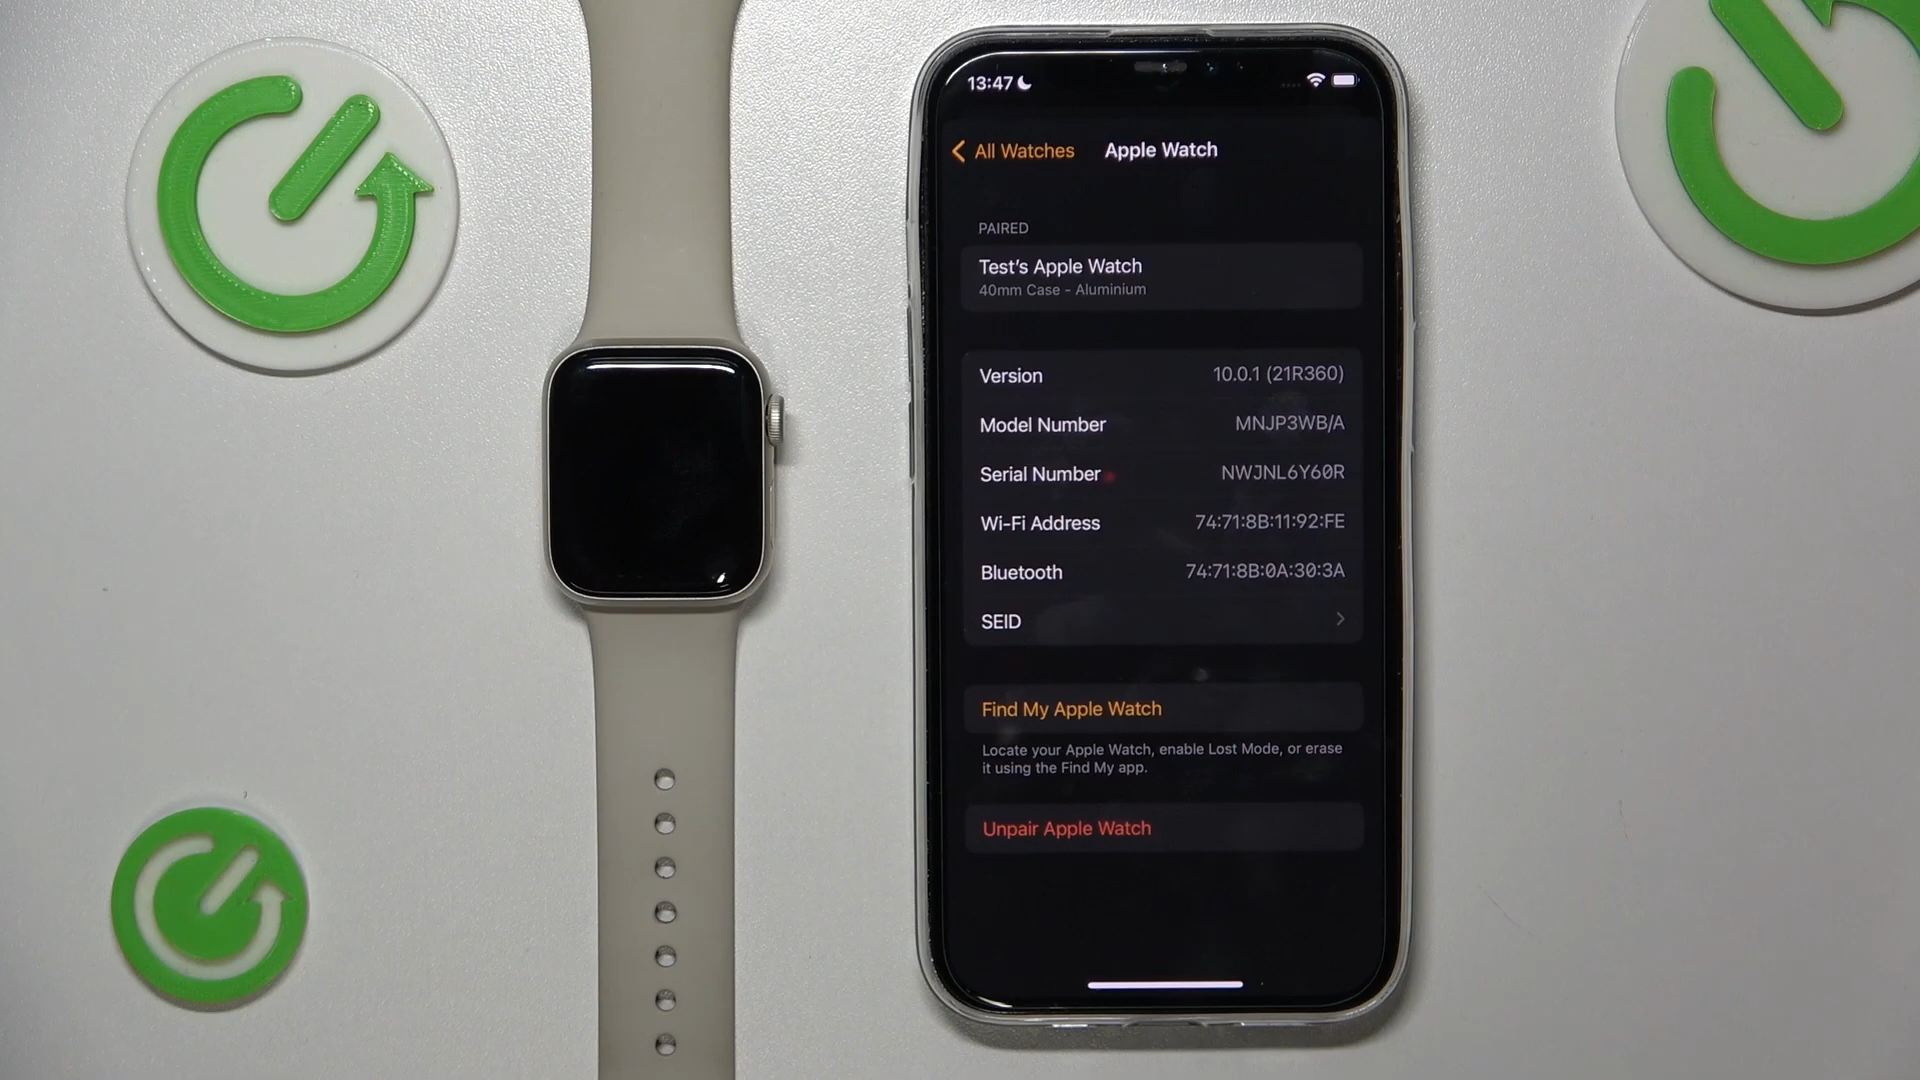 13:47
All Watches
Apple Watch
PAIRED
Test's Apple Watch
40mm Case - Aluminium
Version 10.0.1 (21R360)
Model Number MNJP3WB/A
Serial Number NWJNL6Y60R
Wi-Fi Address 74:71:8B:11:92:FE
Bluetooth 74:71:8B:0A:30:3A
SEID
Find My Apple Watch
Locate your Apple Watch, enable Lost Mode, or erase
it using the Find My app.
Unpair Apple Watch